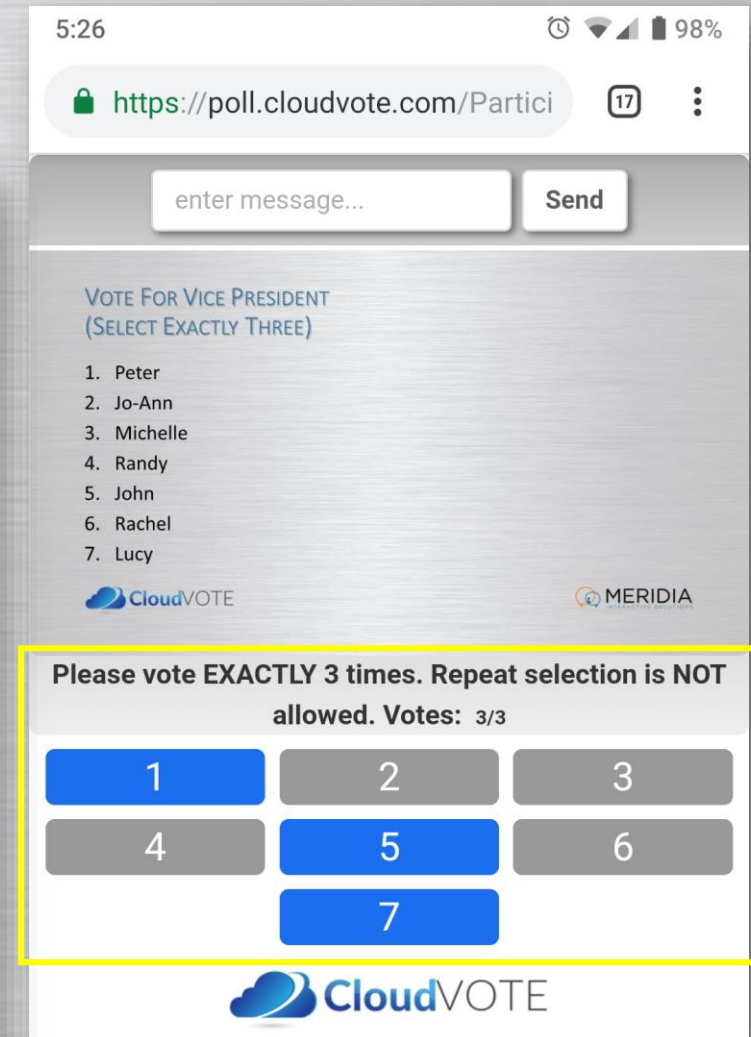 5:26
98%
https://poll.cloudvote.com/Partici
17
enter message...
Send
VOTE FOR VICE PRESIDENT
(SELECT EXACTLY THREE)
1. Peter
2. Jo-Ann
3. Michelle
4. Randy
5. John
6. Rachel
7. Lucy
CloudVOTE
MERIDIA
INTERACTIVE SOLUTIONS
Please vote EXACTLY 3 times. Repeat selection is NOT
allowed. Votes: 3/3
1 2 3
4 5 6
7
CloudVOTE